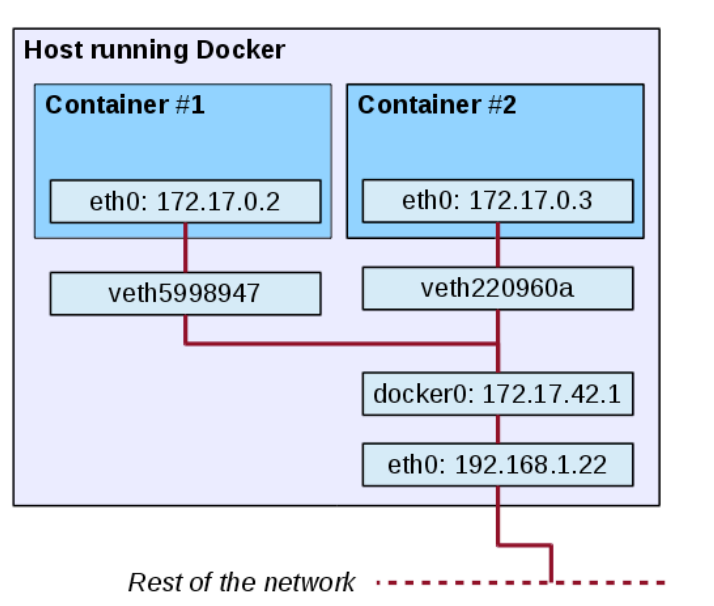 Host running Docker
Container #1
Container #2
eth0: 172.17.0.2
eth0: 172.17.0.3
veth5998947
veth220960a
docker0: 172.17.42.1
eth0: 192.168.1.22
Rest of the network